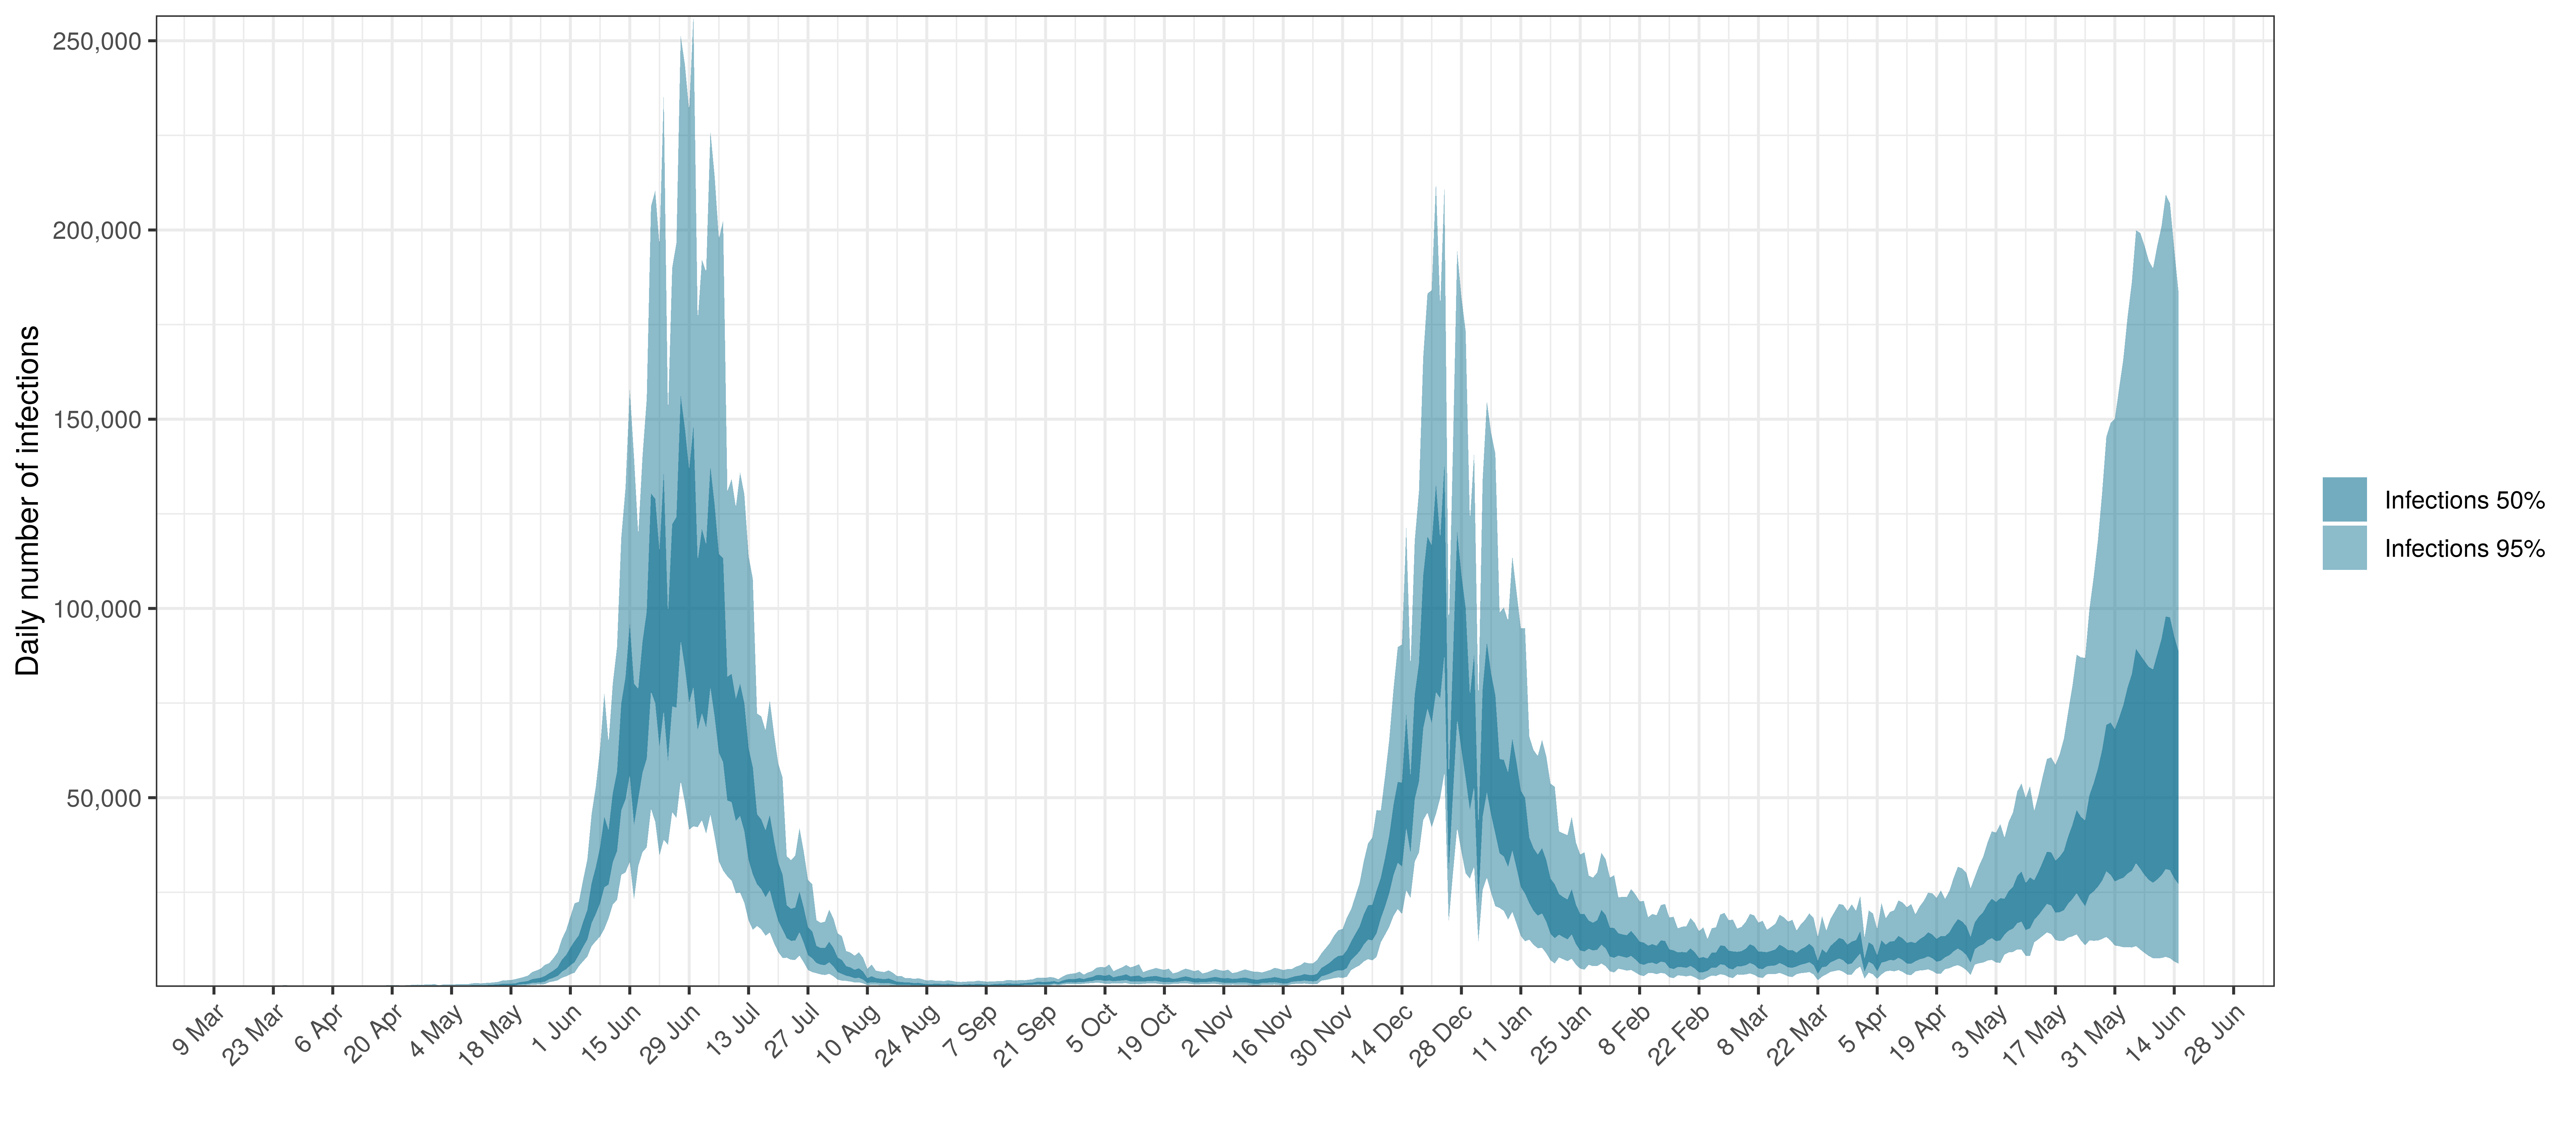 Daily number of infections
250,000
200,000
150,000
100,000
50,000
9 Mar
23 Mar
6 Apr
20 Apr
4 May
18 May
1 Jun
15 Jun
29 Jun
13 Jul
27 Jul
10 Aug
24 Aug
7 Sep
21 Sep
5 Oct
19 Oct
2 Nov
16 Nov
30 Nov
14 Dec
28 Dec
11 Jan
25 Jan
8 Feb
22 Feb
8 Mar
22 Mar
5 Apr
19 Apr
3 May
17 May
31 May
14 Jun
28 Jun
Infections 50%
Infections 95%